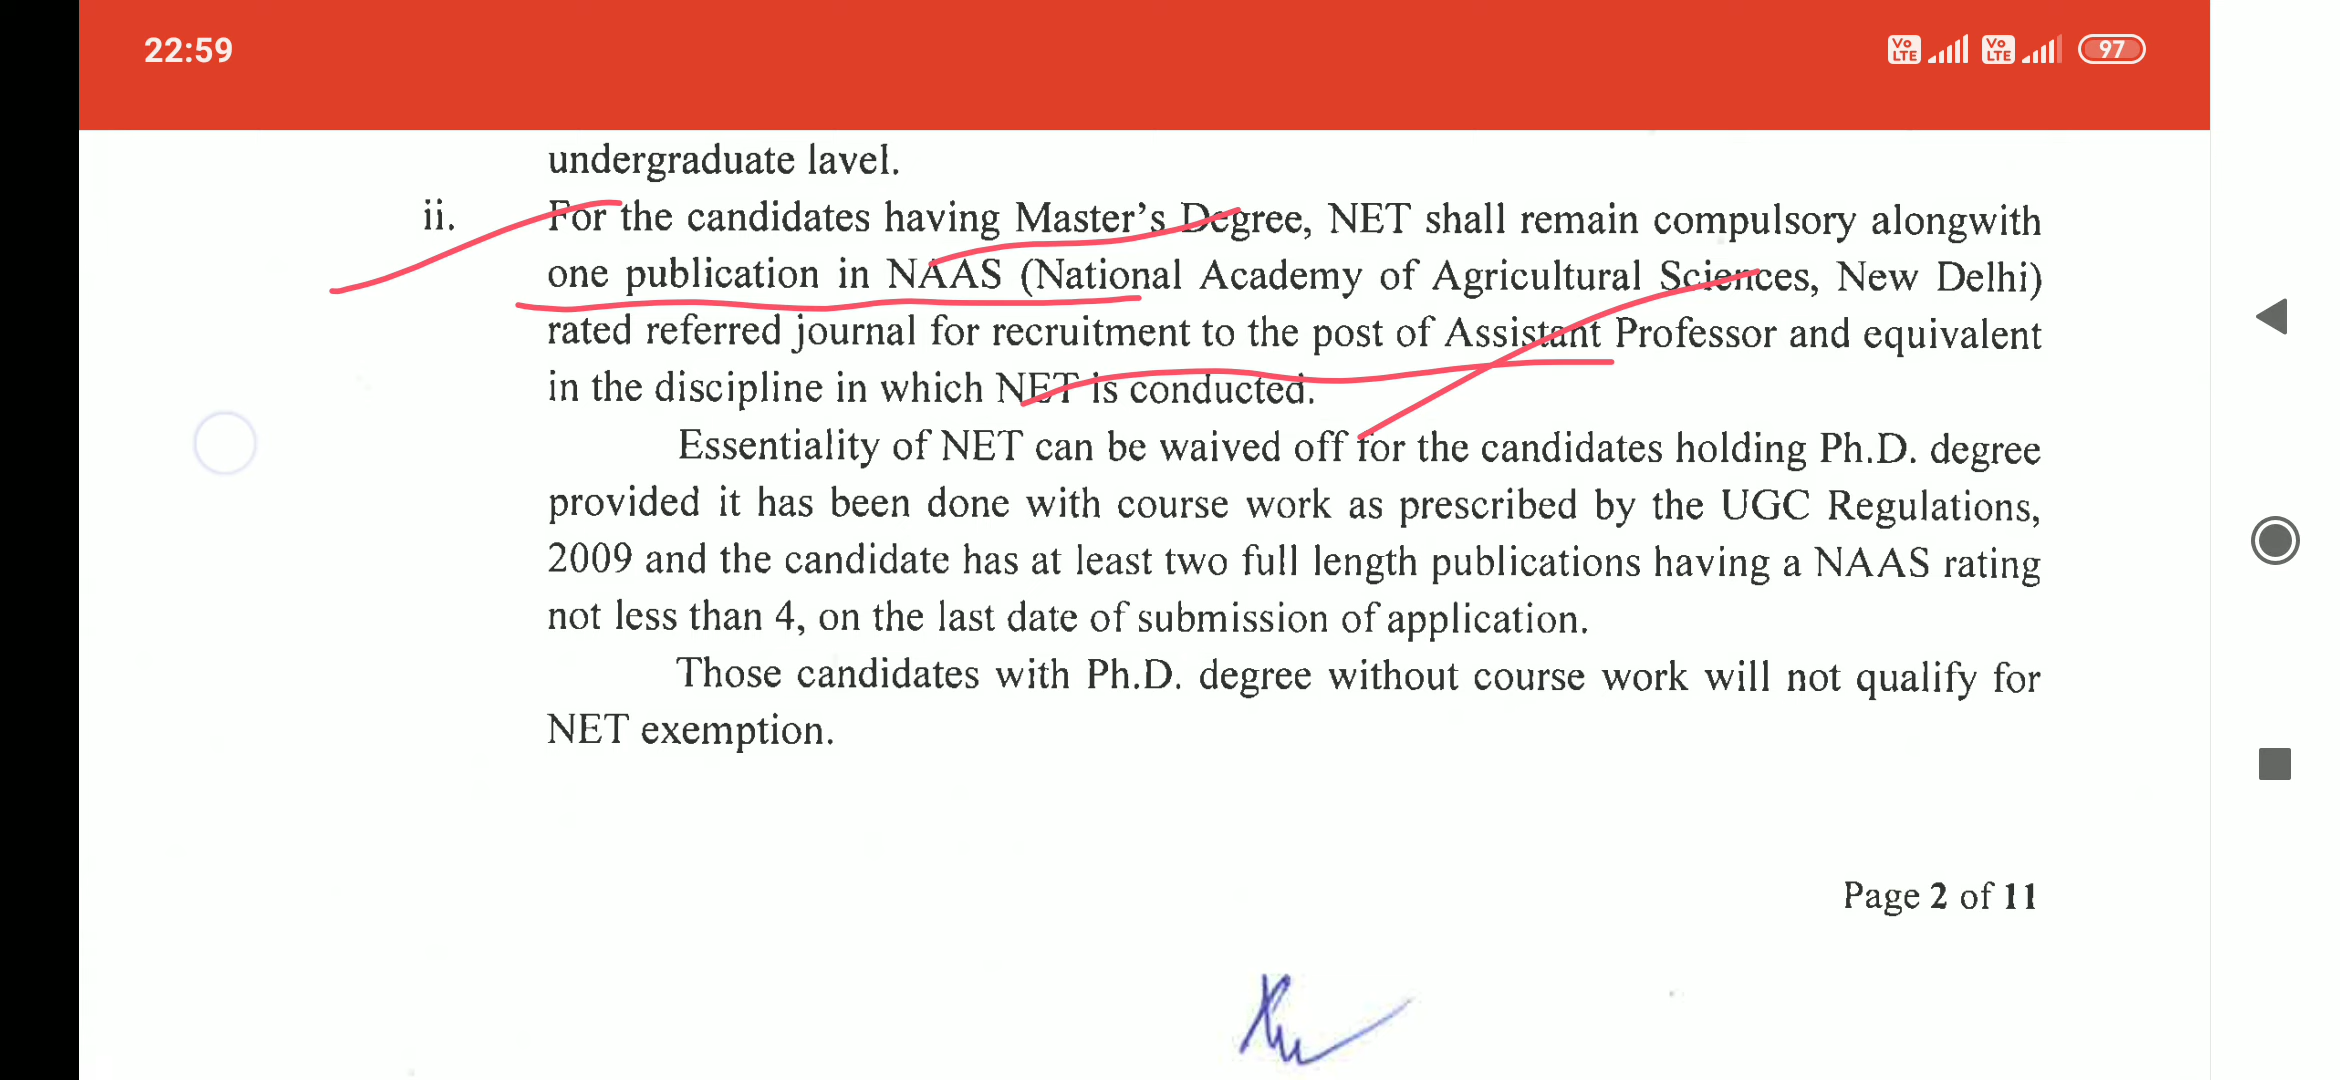 22:59
Vo LTE Vo LTE 97
undergraduate lavel.
ii. For the candidates having Master's Degree, NET shall remain compulsory alongwith
one publication in NAAS (National Academy of Agricultural Sciences, New Delhi)
rated referred journal for recruitment to the post of Assistant Professor and equivalent
in the discipline in which NET is conducted.
Essentiality of NET can be waived off for the candidates holding Ph.D. degree
provided it has been done with course work as prescribed by the UGC Regulations,
2009 and the candidate has at least two full length publications having a NAAS rating
not less than 4, on the last date of submission of application.
Those candidates with Ph.D. degree without course work will not qualify for
NET exemption.
Page 2 of 11